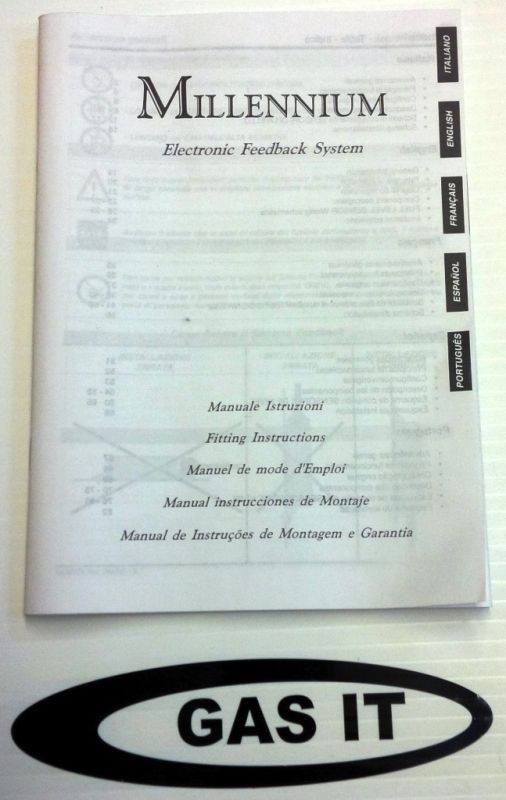 MILLENNIUM
Electronic Feedback System
ITALIANO
ENGLISH
FRANÇAIS
ESPAÑOL
PORTUGUÊS
Manuale Istruzioni
Fitting Instructions
Manuel de mode d'Emploi
Manual instrucciones de Montaje
Manual de Instruções de Montagem e Garantia
GAS IT